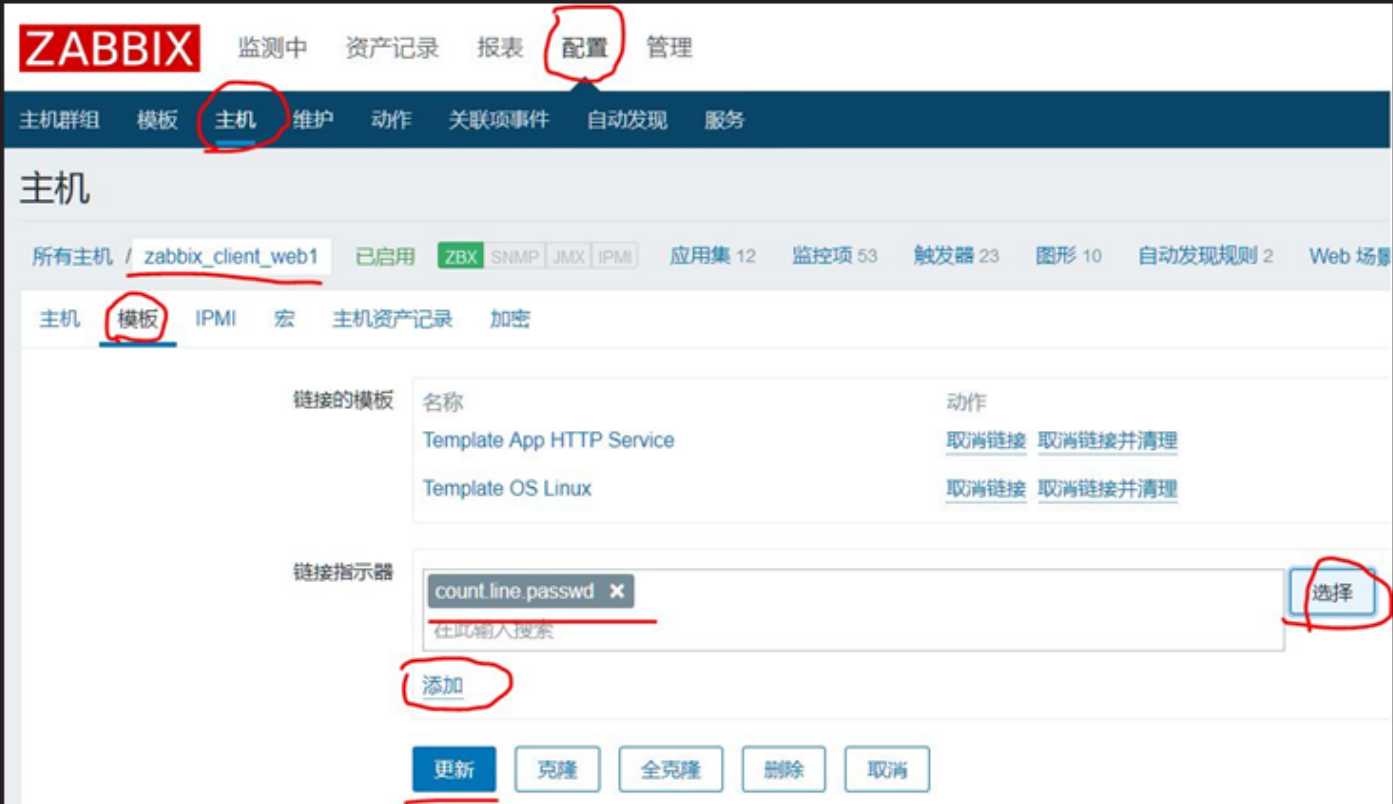 ZABBIX 监测中 资产记录 报表 配置 管理
主机群组 模板 主机 维护 动作 关联项事件 自动发现 服务
主机
所有主机 / zabbix_client_web1 已启用 ZBX SNMP JMX IPMI 应用集 12 监控项 53 触发器 23 图形 10 自动发现规则 2 Web 场景
主机 模板 IPMI 宏 主机资产记录 加密
链接的模板 名称 动作
Template App HTTP Service 取消链接 取消链接并清理
Template OS Linux 取消链接 取消链接并清理
链接指示器 count.line.passwd × 选择
在此输入搜索
添加
更新 克隆 全克隆 删除 取消